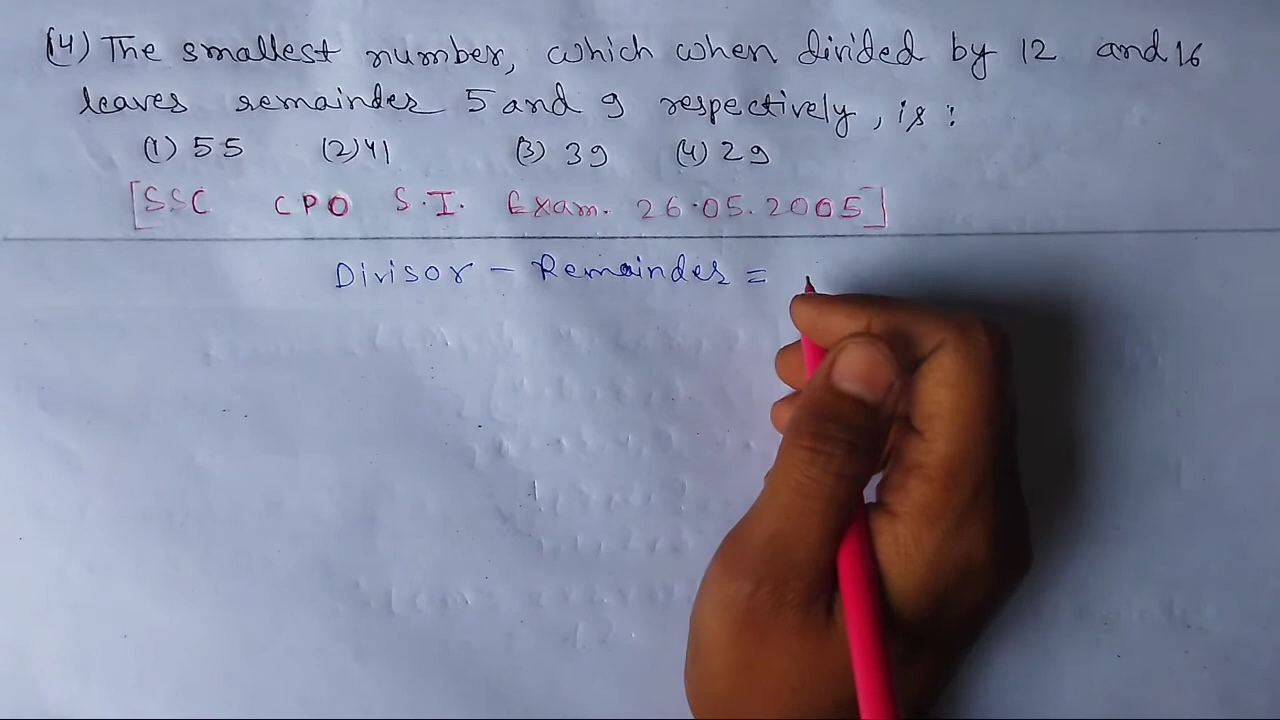 (4) The smallest number, which when divided by 12 and 16
leaves remainder 5 and 9 respectively, is :
(1) 55 (2) 41 (3) 39 (4) 29
[SSC CPO S.I. Exam. 26.05.2005]
Divisor - Remainder =